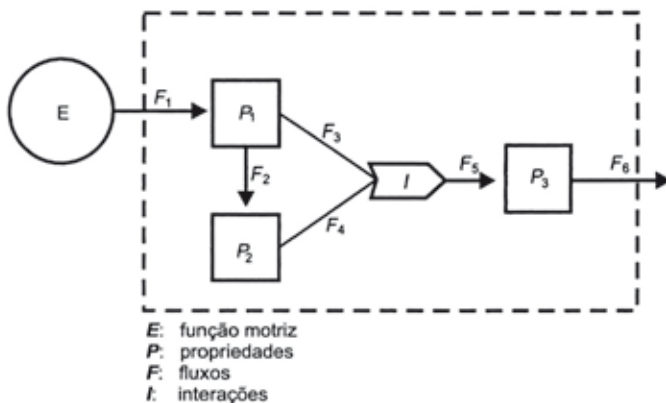 E
F1
P1
F3
F2
I
F5
P3
F6
F4
P2
E: função motriz
P: propriedades
F: fluxos
I: interações